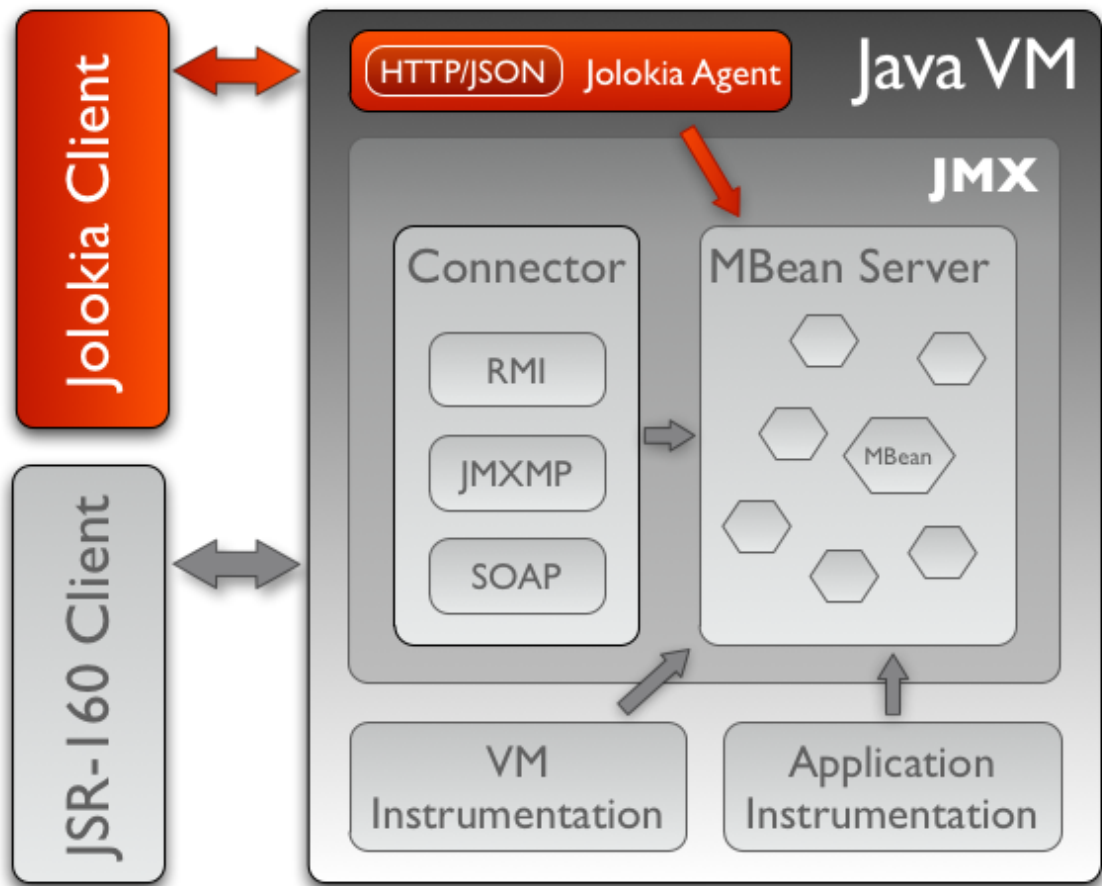 Jolokia Client
HTTP/JSON
Jolokia Agent
Java VM
JMX
Connector
RMI
JMXMP
SOAP
MBean Server
MBean
JSR-160 Client
VM
Instrumentation
Application
Instrumentation